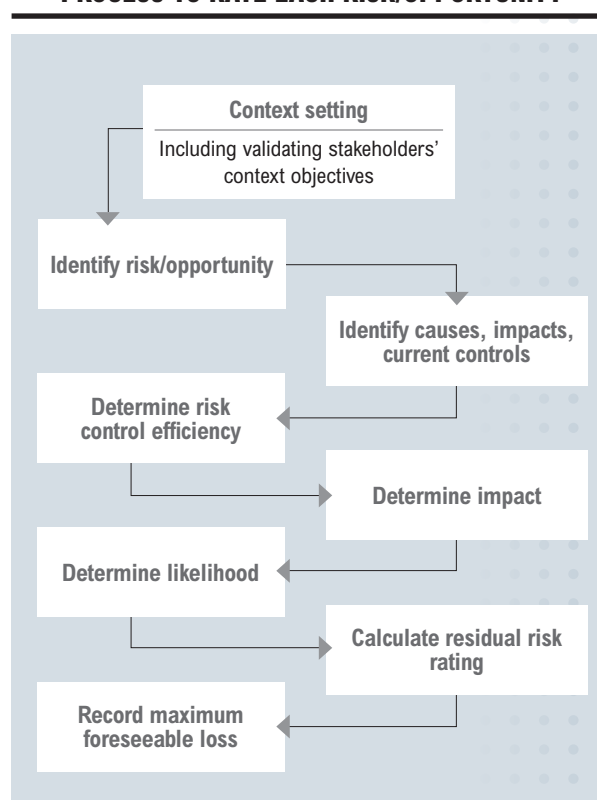 PROCESS TO RATE EACH RISK/OPPORTUNITY
Context setting
Including validating stakeholders’
context objectives
Identify risk/opportunity
Identify causes, impacts,
current controls
Determine risk
control efficiency
Determine impact
Determine likelihood
Calculate residual risk
rating
Record maximum
foreseeable loss